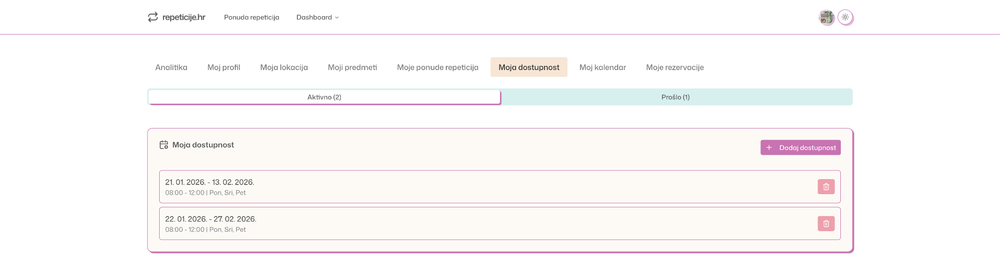 repeticije.hr
Ponuda repeticija
Dashboard
Analitika
Moj profil
Moja lokacija
Moji predmeti
Moje ponude repeticija
Moja dostupnost
Moj kalendar
Moje rezervacije
Aktivno (2)
Prošlo (1)
Moja dostupnost
Dodaj dostupnost
21. 01. 2026. - 13. 02. 2026.
08:00 - 12:00 | Pon, Sri, Pet
22. 01. 2026. - 27. 02. 2026.
08:00 - 12:00 | Pon, Sri, Pet